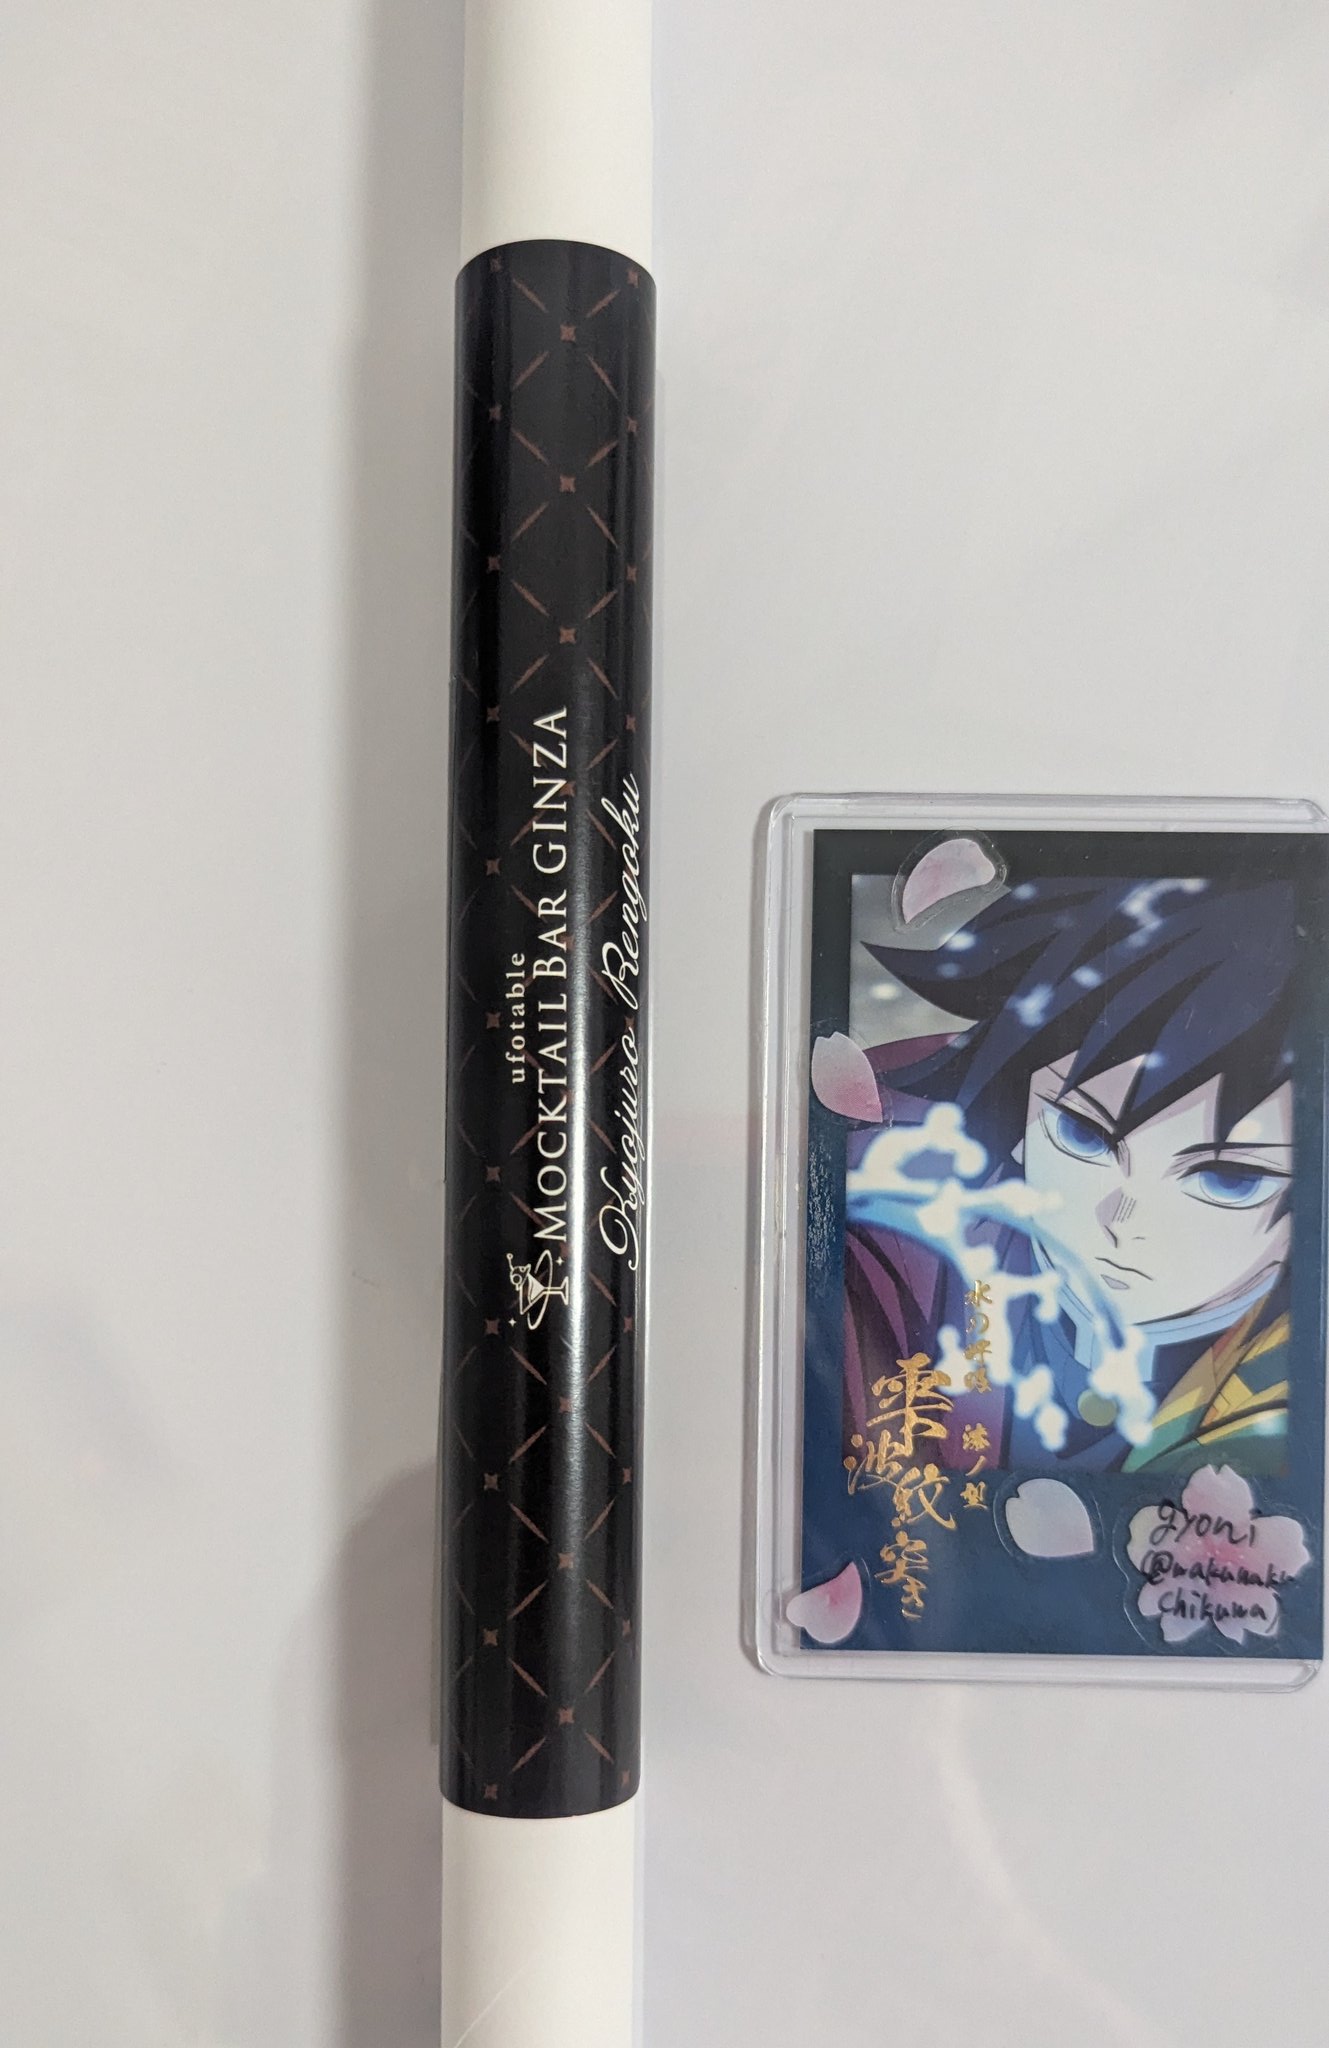 ufotable
MOCKTAIL BAR GINZA
Kyojuro Rengoku
水の呼吸 漆ノ型
雫波紋突き
gyoni
(@wakuwaku
chikuwa)